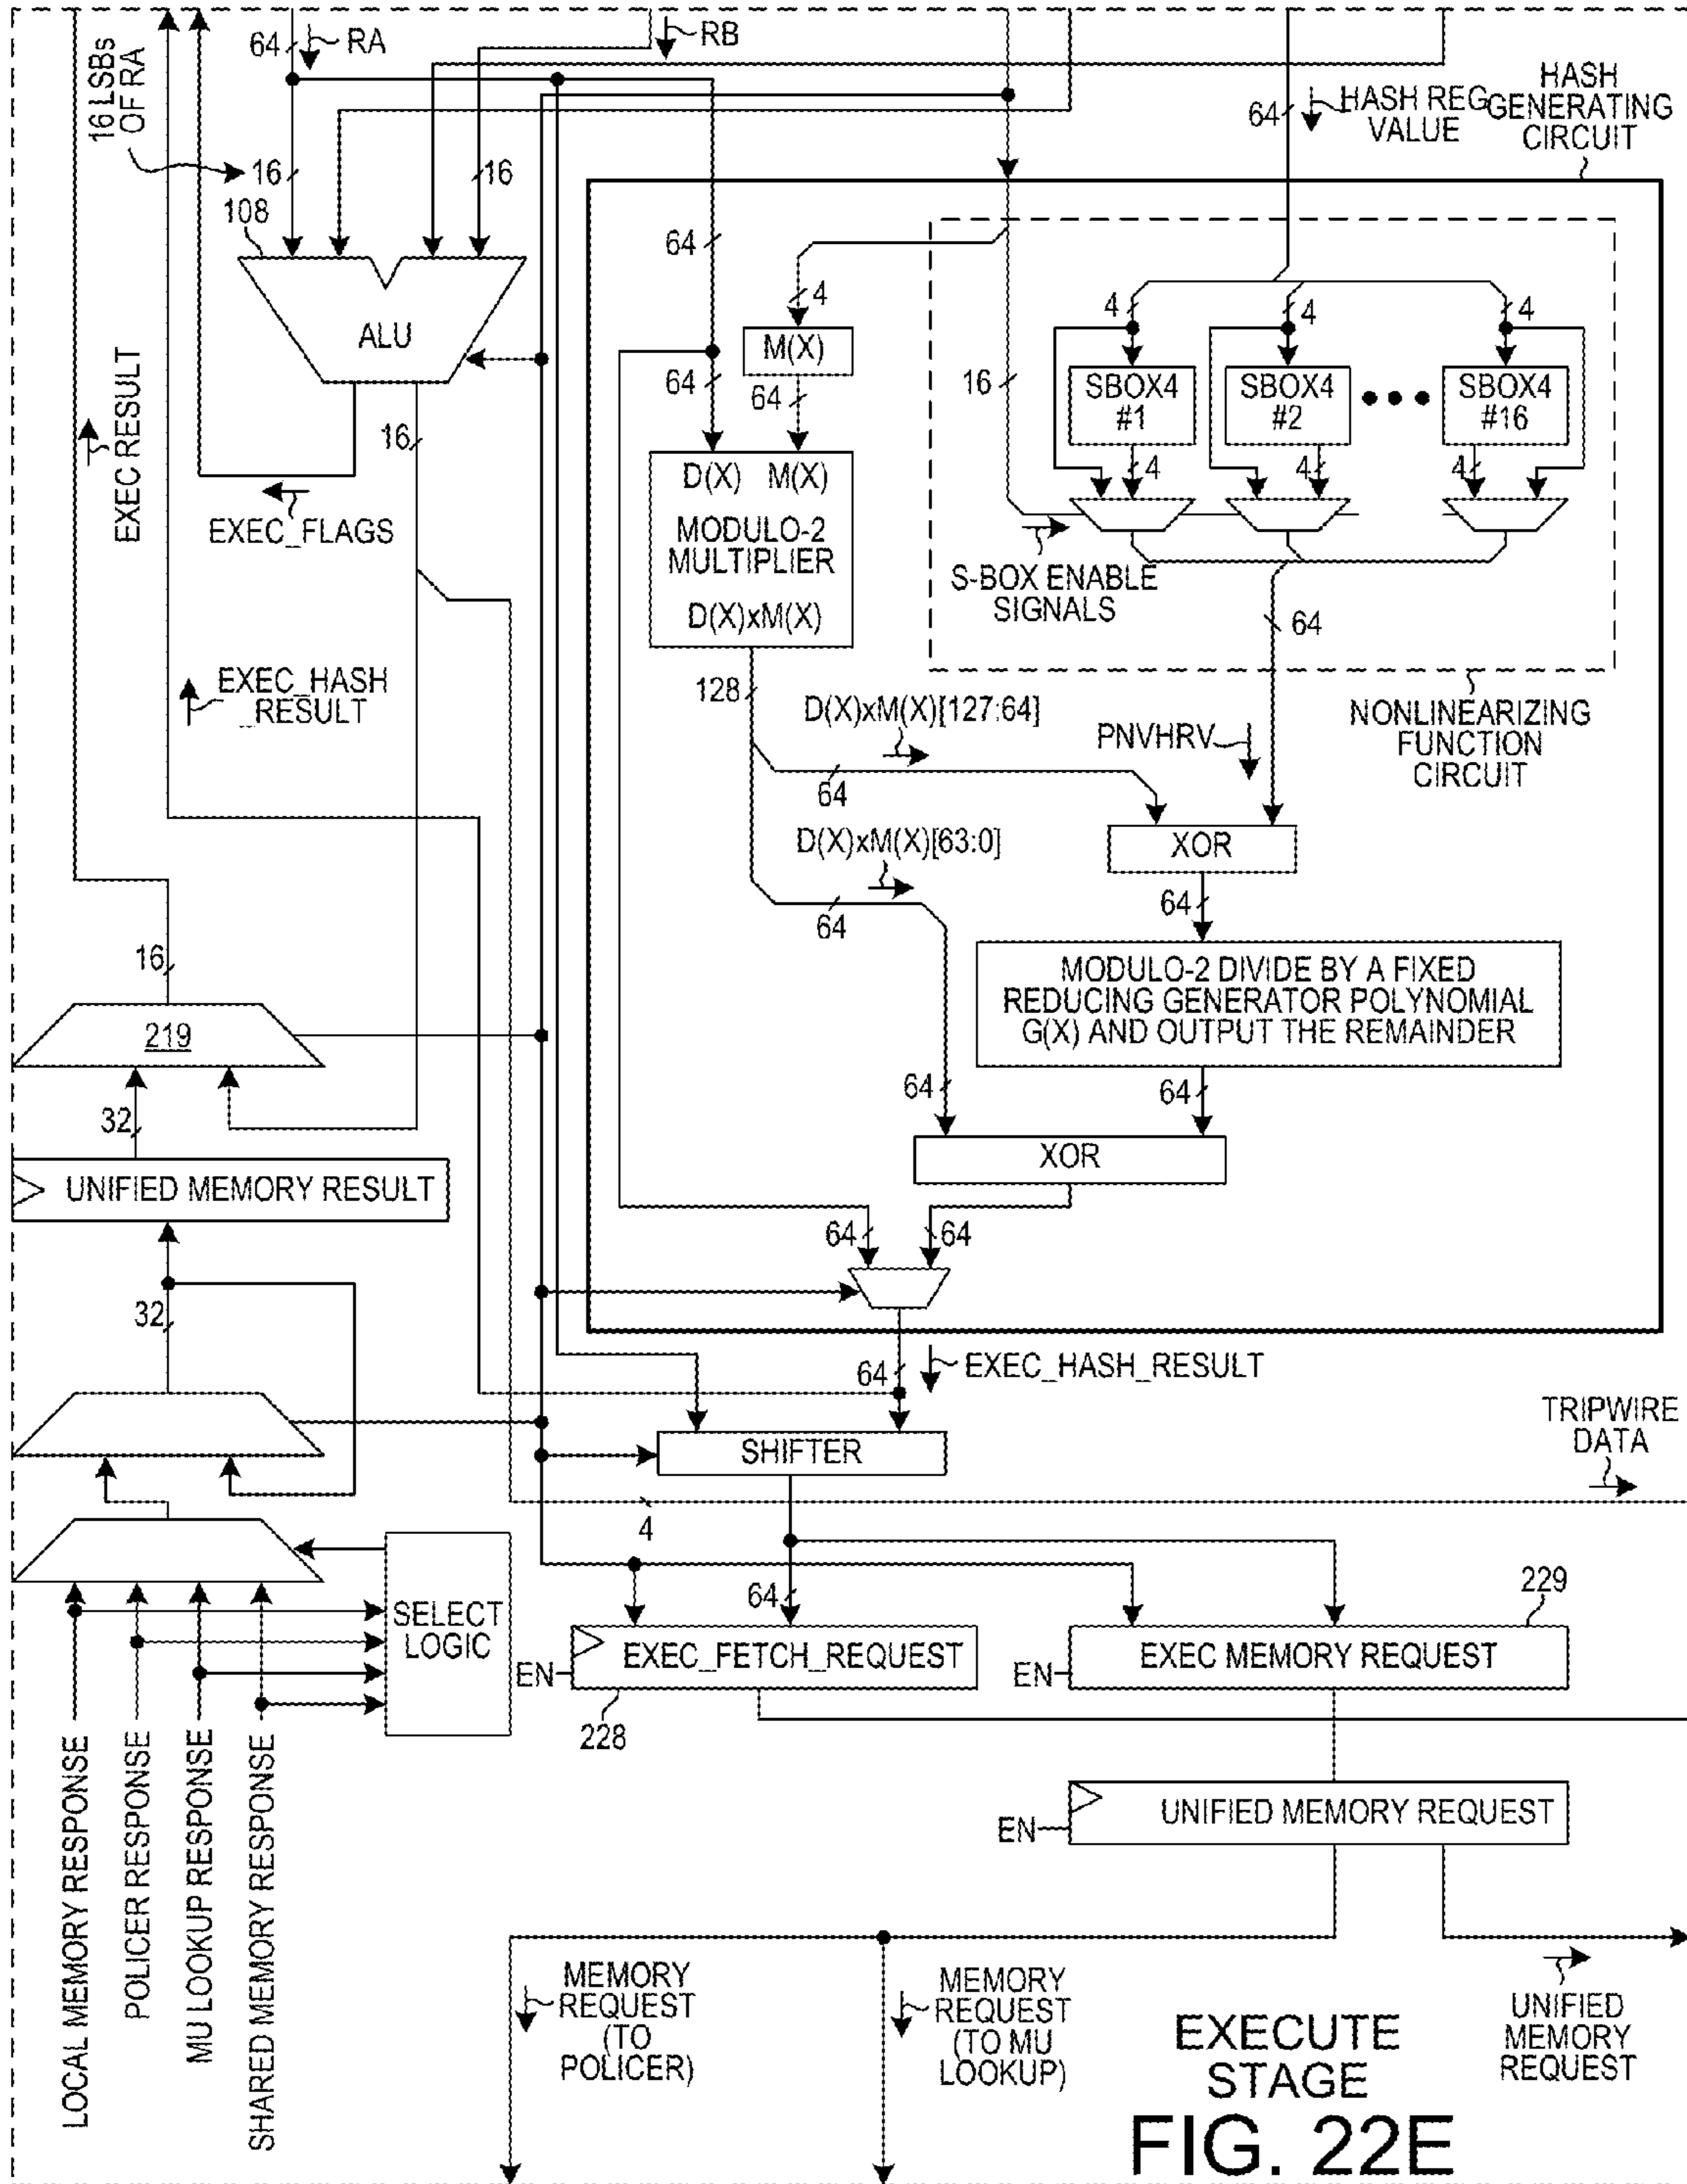 64
RA
RB
16 LSBs
OF RA
16
16
108
ALU
64
HASH REG
VALUE
HASH
GENERATING
CIRCUIT
EXEC RESULT
EXEC_FLAGS
16
EXEC_HASH
_RESULT
64
4
M(X)
64
64
D(X) M(X)
MODULO-2
MULTIPLIER
D(X)xM(X)
16
4
4
4
SBOX4
#1
SBOX4
#2
SBOX4
#16
4
4
4
S-BOX ENABLE
SIGNALS
64
NONLINEARIZING
FUNCTION
CIRCUIT
128
D(X)xM(X)[127:64]
64
PNVHRV
XOR
D(X)xM(X)[63:0]
64
64
MODULO-2 DIVIDE BY A FIXED
REDUCING GENERATOR POLYNOMIAL
G(X) AND OUTPUT THE REMAINDER
64
64
XOR
64
64
16
219
32
UNIFIED MEMORY RESULT
32
64
EXEC_HASH_RESULT
SHIFTER
TRIPWIRE
DATA
4
SELECT
LOGIC
64
EXEC_FETCH_REQUEST
EN
228
229
EXEC MEMORY REQUEST
EN
UNIFIED MEMORY REQUEST
EN
LOCAL MEMORY RESPONSE
POLICER RESPONSE
MU LOOKUP RESPONSE
SHARED MEMORY RESPONSE
MEMORY
REQUEST
(TO
POLICER)
MEMORY
REQUEST
(TO MU
LOOKUP)
UNIFIED
MEMORY
REQUEST
EXECUTE
STAGE
FIG. 22E